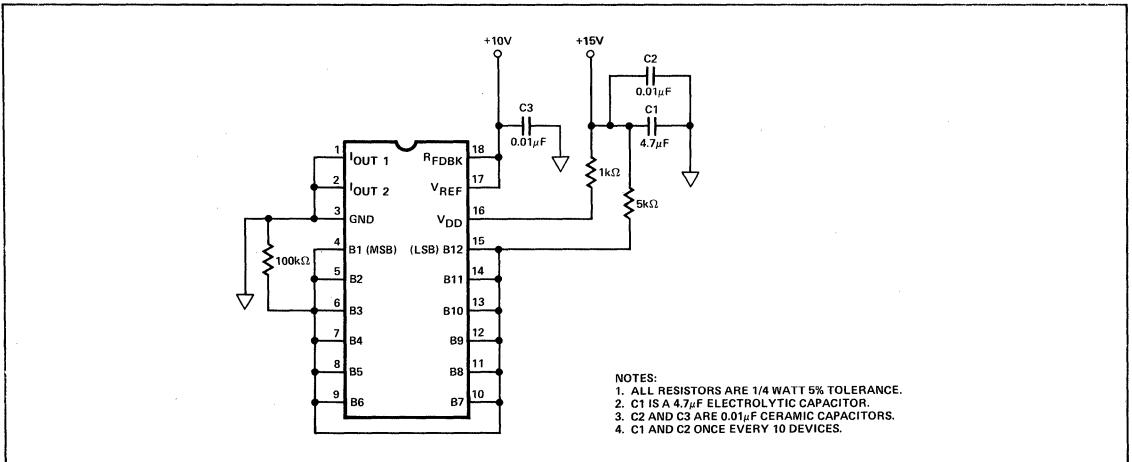 +10V
+15V
C2
0.01μF
C1
4.7μF
C3
0.01μF
1kΩ
5kΩ
100kΩ
1 IOUT 1
RFDBK 18
2 IOUT 2
VREF 17
3 GND
VDD 16
4 B1 (MSB)
(LSB) B12 15
5 B2
B11 14
6 B3
B10 13
7 B4
B9 12
8 B5
B8 11
9 B6
B7 10
NOTES:
1. ALL RESISTORS ARE 1/4 WATT 5% TOLERANCE.
2. C1 IS A 4.7μF ELECTROLYTIC CAPACITOR.
3. C2 AND C3 ARE 0.01μF CERAMIC CAPACITORS.
4. C1 AND C2 ONCE EVERY 10 DEVICES.